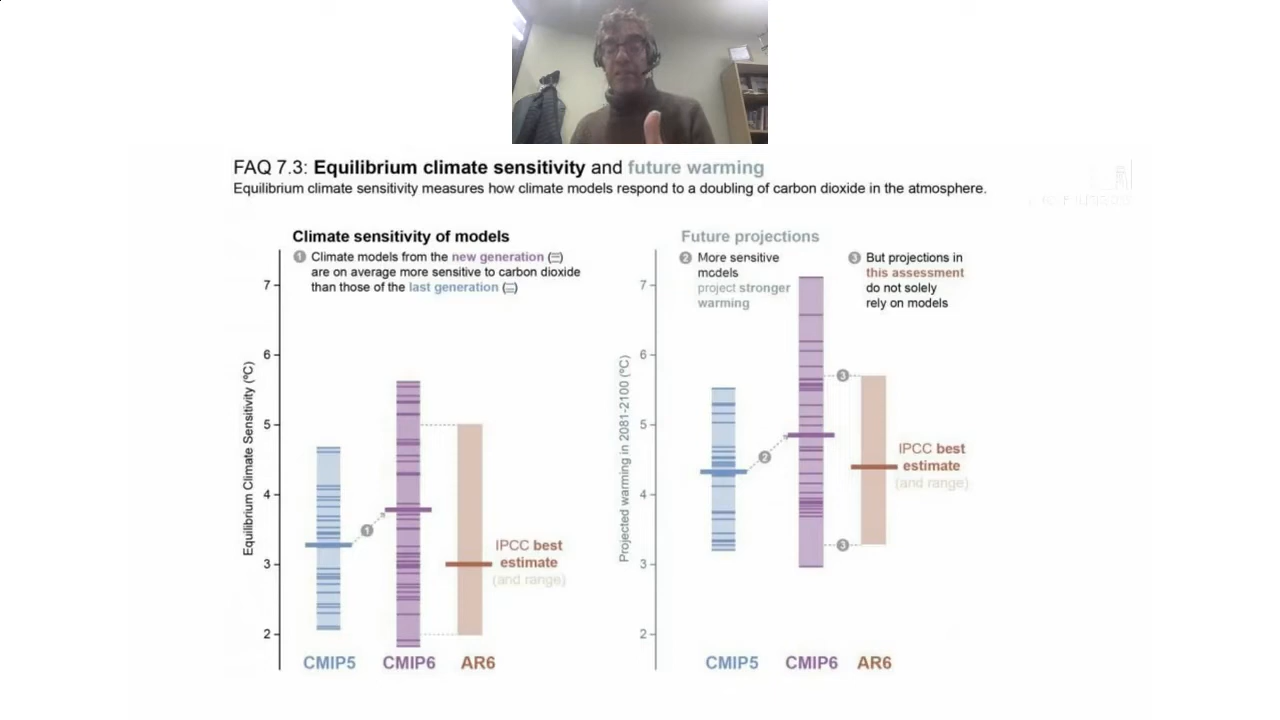 FAQ 7.3: Equilibrium climate sensitivity and future warming
Equilibrium climate sensitivity measures how climate models respond to a doubling of carbon dioxide in the atmosphere.
Climate sensitivity of models
1 Climate models from the new generation
are on average more sensitive to carbon dioxide
than those of the last generation
Equilibrium Climate Sensitivity (ºC)
7
6
5
4
3
2
1
IPCC best
estimate
(and range)
CMIP5 CMIP6 AR6
Future projections
2 More sensitive
models
project stronger
warming
3 But projections in
this assessment
do not solely
rely on models
Projected warming in 2081-2100 (ºC)
7
6
5
4
3
2
3
2
3
IPCC best
estimate
(and range)
CMIP5 CMIP6 AR6